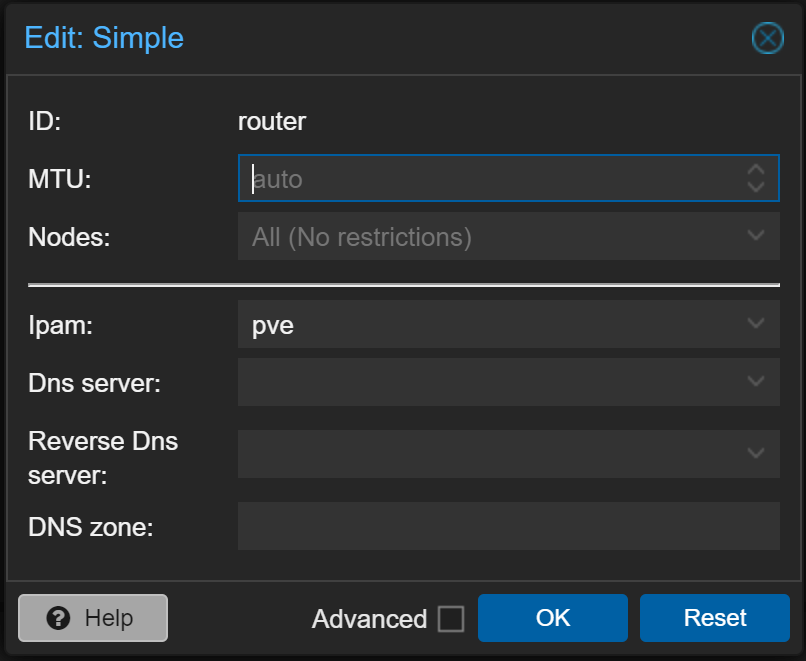 Edit: Simple
ID: router
MTU: auto
Nodes: All (No restrictions)
Ipam: pve
Dns server:
Reverse Dns
server:
DNS zone:
? Help Advanced OK Reset